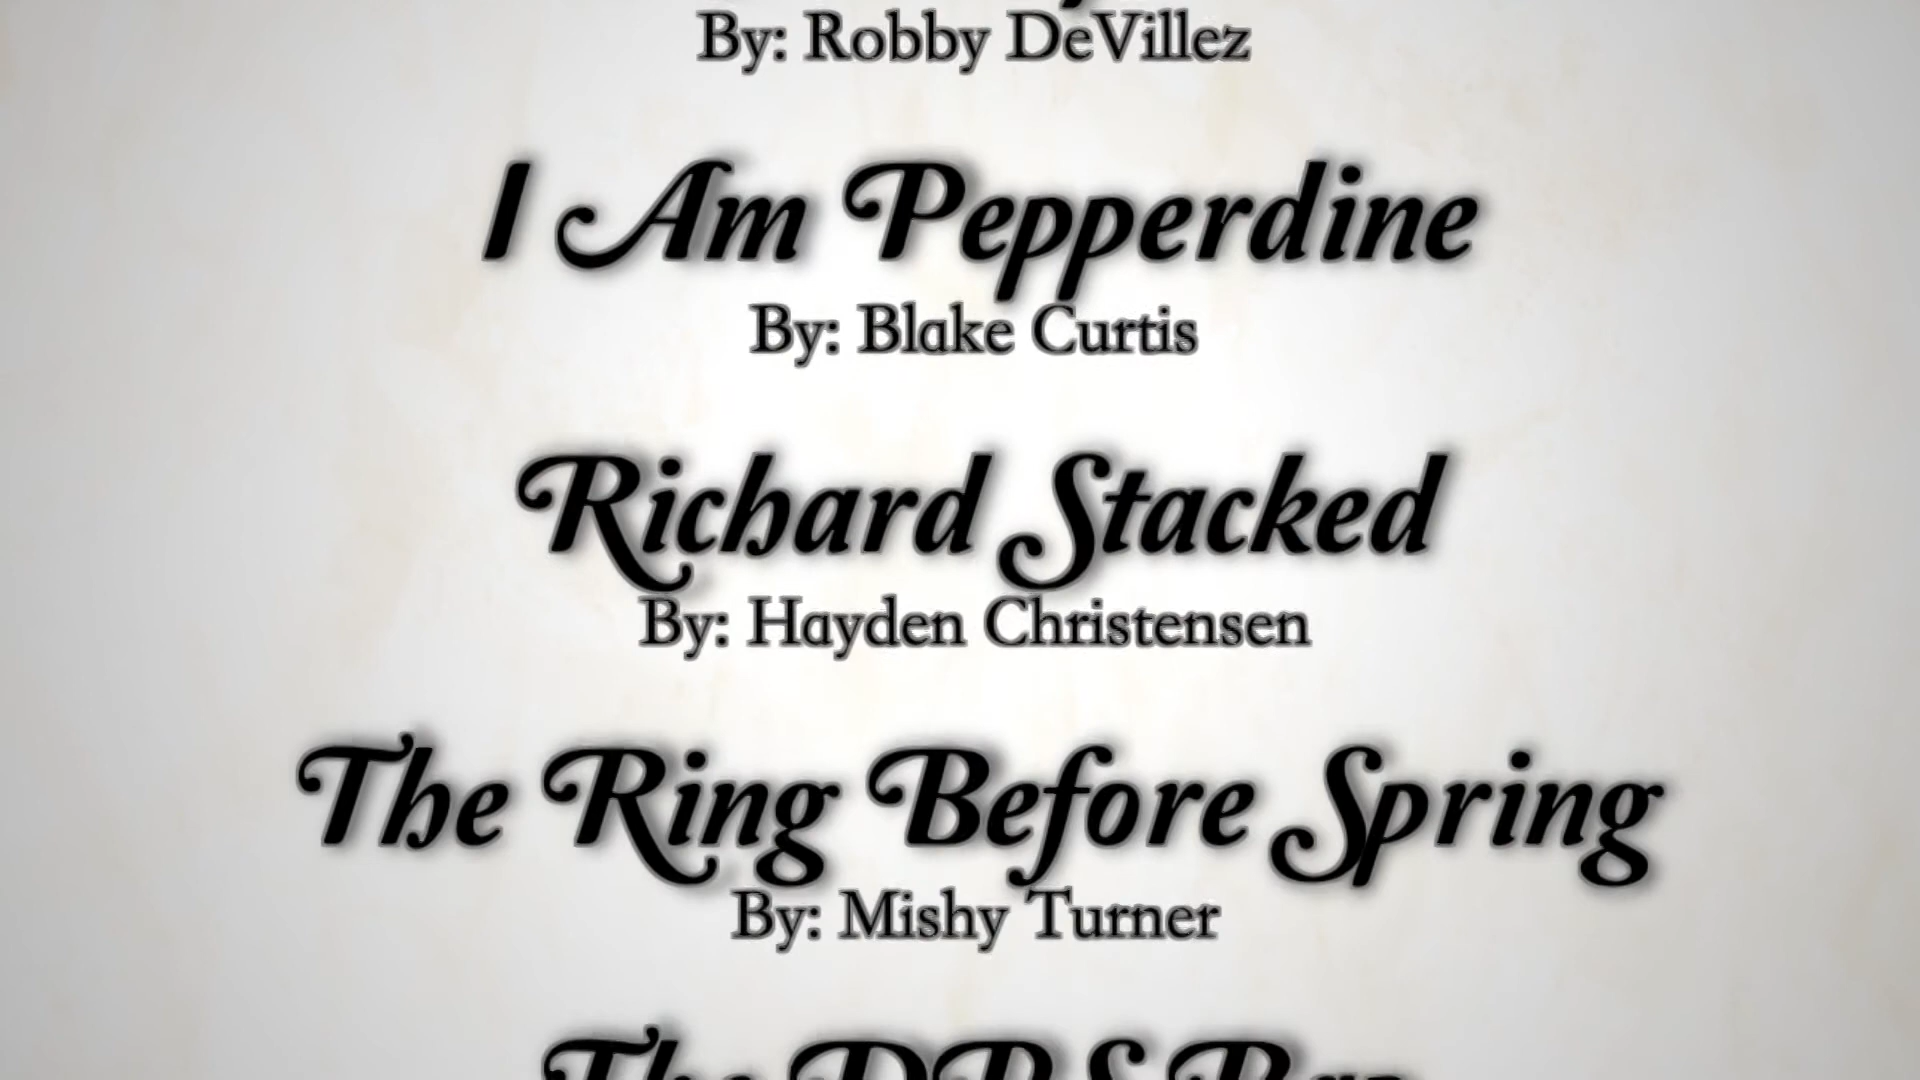 By: Robby DeVillez
I Am Pepperdine
By: Blake Curtis
Richard Stacked
By: Hayden Christensen
The Ring Before Spring
By: Mishy Turner
The